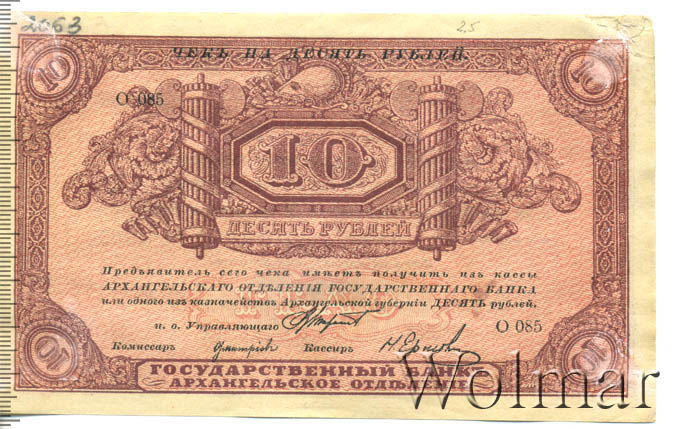 2063
25
ЧЕКЪ НА ДЕСЯТЬ РУБЛЕЙ.
10 10
О 085
10
ДЕСЯТЬ РУБЛЕЙ
Предъявитель сего чека имѣетъ получить изъ кассы
АРХАНГЕЛЬСКАГО ОТДѢЛЕНІЯ ГОСУДАРСТВЕННАГО БАНКА
или одного изъ казначействъ Архангельской губерніи ДЕСЯТЬ рублей.
и. о. Управляющаго
О 085
Комиссаръ Кассиръ
10 10
ГОСУДАРСТВЕННЫЙ БАНКЪ
АРХАНГЕЛЬСКОЕ ОТДѢЛЕНІЕ
Wolmar